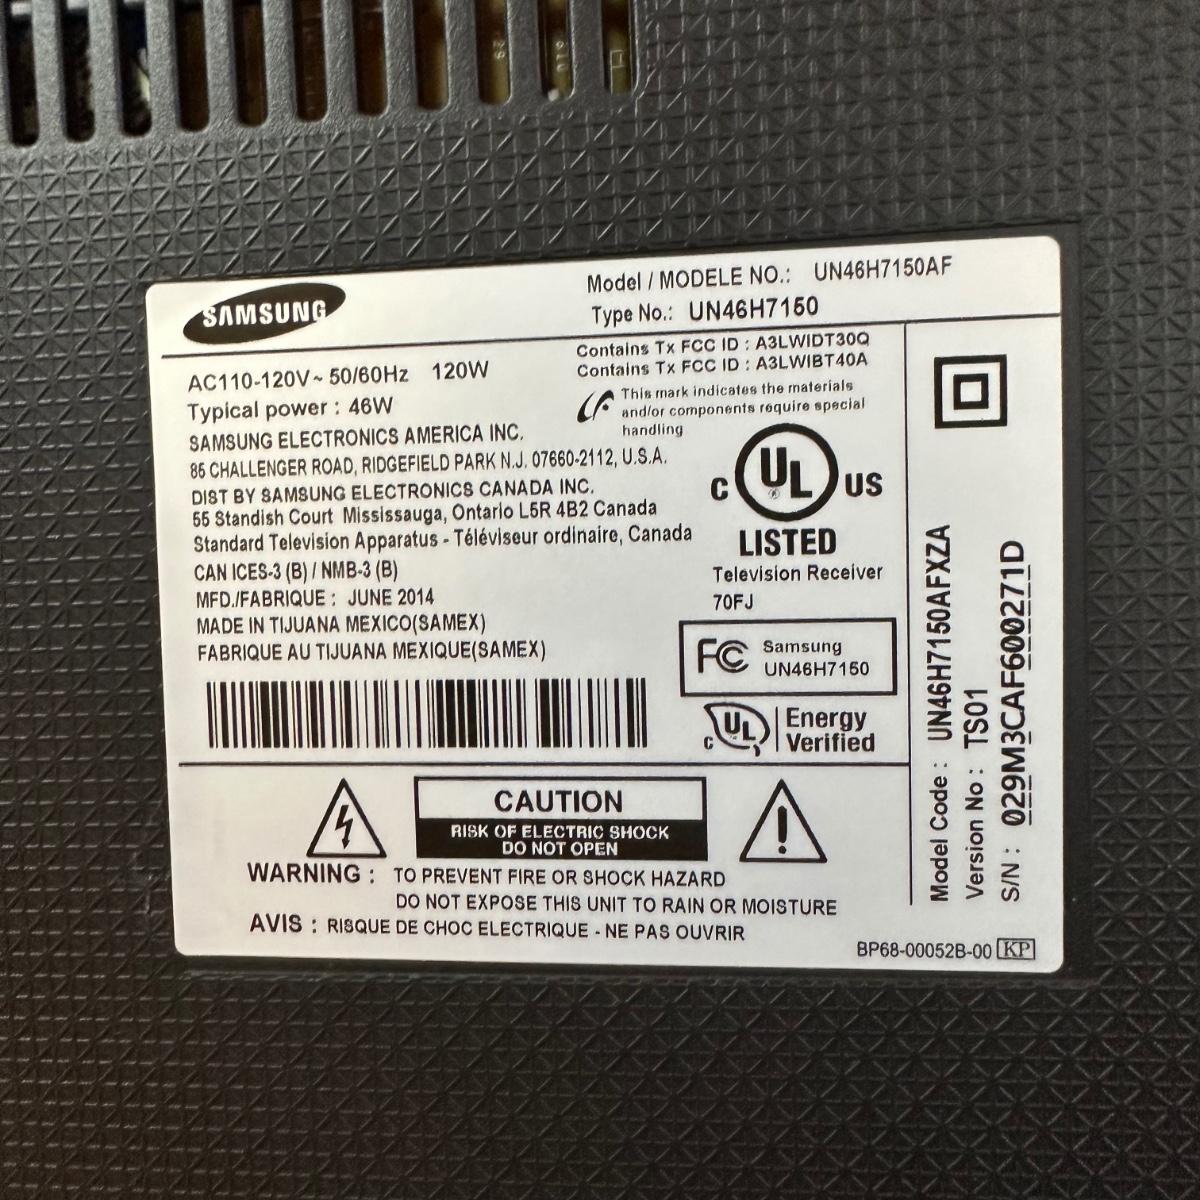 SAMSUNG
Model / MODELE NO.: UN46H7150AF
Type No.: UN46H7150
AC110-120V~ 50/60Hz 120W
Typical power : 46W
SAMSUNG ELECTRONICS AMERICA INC.
85 CHALLENGER ROAD, RIDGEFIELD PARK N.J. 07660-2112, U.S.A.
DIST BY SAMSUNG ELECTRONICS CANADA INC.
55 Standish Court Mississauga, Ontario L5R 4B2 Canada
Standard Television Apparatus - Téléviseur ordinaire, Canada
CAN ICES-3 (B) / NMB-3 (B)
MFD./FABRIQUE : JUNE 2014
MADE IN TIJUANA MEXICO(SAMEX)
FABRIQUE AU TIJUANA MEXIQUE(SAMEX)
Contains Tx FCC ID : A3LWIDT30Q
Contains Tx FCC ID : A3LWIBT40A
This mark indicates the materials
and/or components require special
handling
C UL ® US
LISTED
Television Receiver
70FJ
FC Samsung
UN46H7150
C UL Energy
Verified
CAUTION
RISK OF ELECTRIC SHOCK
DO NOT OPEN
WARNING : TO PREVENT FIRE OR SHOCK HAZARD
DO NOT EXPOSE THIS UNIT TO RAIN OR MOISTURE
AVIS : RISQUE DE CHOC ELECTRIQUE - NE PAS OUVRIR
Model Code : UN46H7150AFXZA
Version No : TS01
S/N : 029M3CAF600271D
BP68-00052B-00 KP